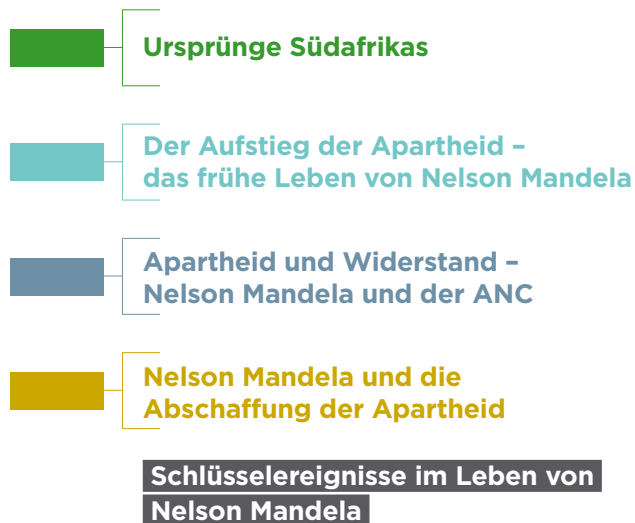 Ursprünge Südafrikas
Der Aufstieg der Apartheid –
das frühe Leben von Nelson Mandela
Apartheid und Widerstand –
Nelson Mandela und der ANC
Nelson Mandela und die
Abschaffung der Apartheid
Schlüsselereignisse im Leben von
Nelson Mandela